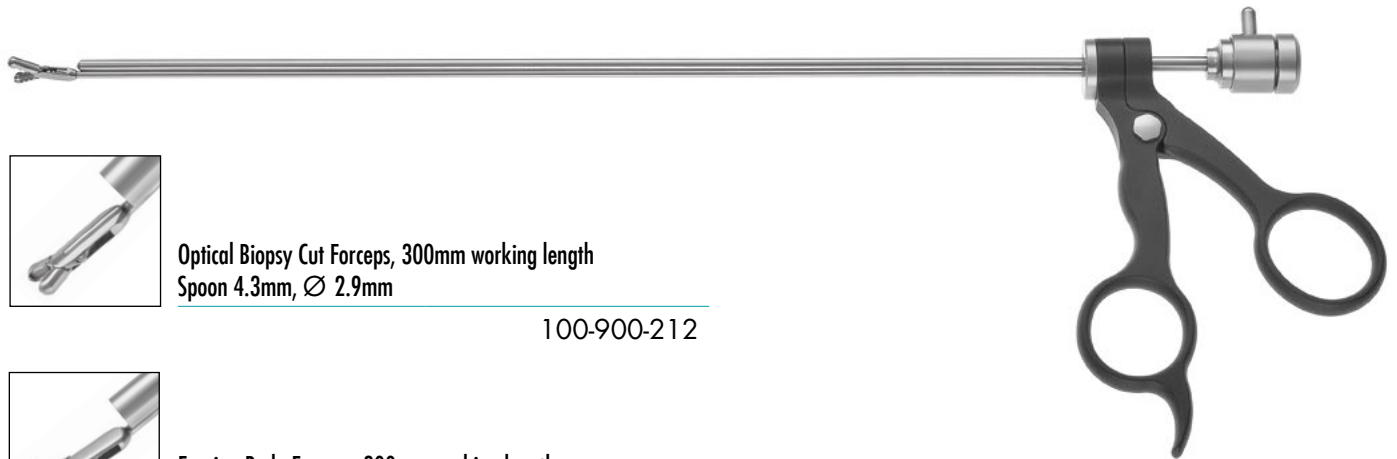 Optical Biopsy Cut Forceps, 300mm working length
Spoon 4.3mm, Ø 2.9mm
100-900-212